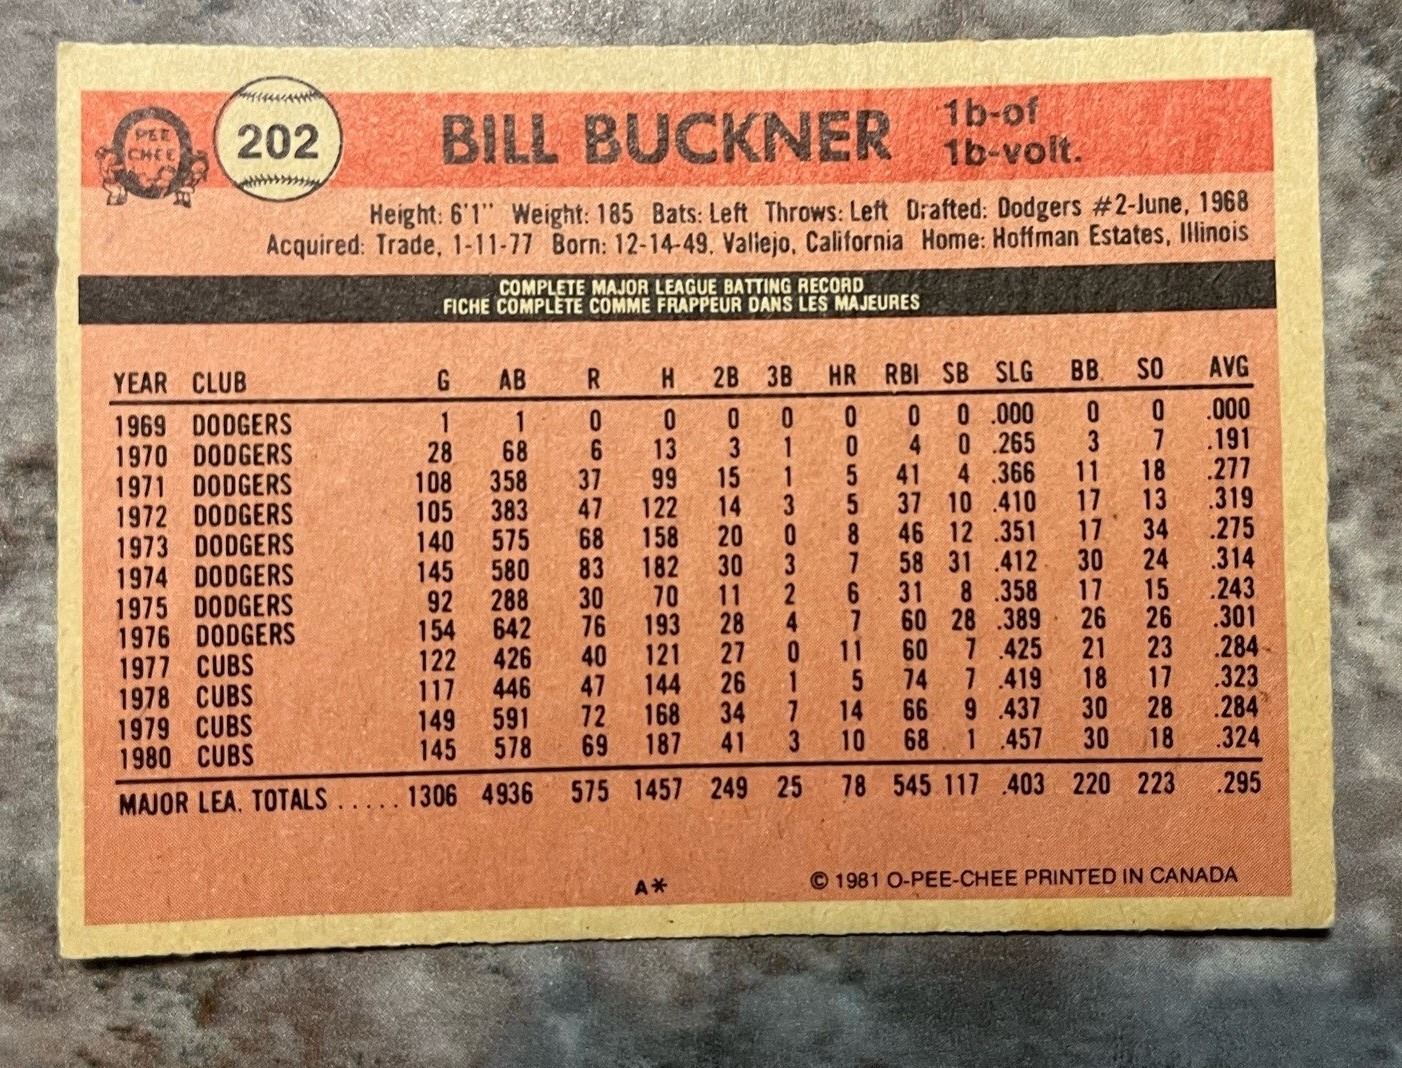 PEE
CHEE
202
BILL BUCKNER
1b-of
1b-volt.
Height: 6'1" Weight: 185 Bats: Left Throws: Left Drafted: Dodgers #2-June, 1968
Acquired: Trade, 1-11-77 Born: 12-14-49, Vallejo, California Home: Hoffman Estates, Illinois
COMPLETE MAJOR LEAGUE BATTING RECORD
FICHE COMPLÈTE COMME FRAPPEUR DANS LES MAJEURES
YEAR CLUB G AB R H 2B 3B HR RBI SB SLG BB SO AVG
1969 DODGERS 1 1 0 0 0 0 0 0 0 .000 0 0 .000
1970 DODGERS 28 68 6 13 3 1 0 4 0 .265 3 7 .191
1971 DODGERS 108 358 37 99 15 1 5 41 4 .366 11 18 .277
1972 DODGERS 105 383 47 122 14 3 5 37 10 .410 17 13 .319
1973 DODGERS 140 575 68 158 20 0 8 46 12 .351 17 34 .275
1974 DODGERS 145 580 83 182 30 3 7 58 31 .412 30 24 .314
1975 DODGERS 92 288 30 70 11 2 6 31 8 .358 17 15 .243
1976 DODGERS 154 642 76 193 28 4 7 60 28 .389 26 26 .301
1977 CUBS 122 426 40 121 27 0 11 60 7 .425 21 23 .284
1978 CUBS 117 446 47 144 26 1 5 74 7 .419 18 17 .323
1979 CUBS 149 591 72 168 34 7 14 66 9 .437 30 28 .284
1980 CUBS 145 578 69 187 41 3 10 68 1 .457 30 18 .324
MAJOR LEA. TOTALS ..... 1306 4936 575 1457 249 25 78 545 117 .403 220 223 .295
A*
© 1981 O-PEE-CHEE PRINTED IN CANADA